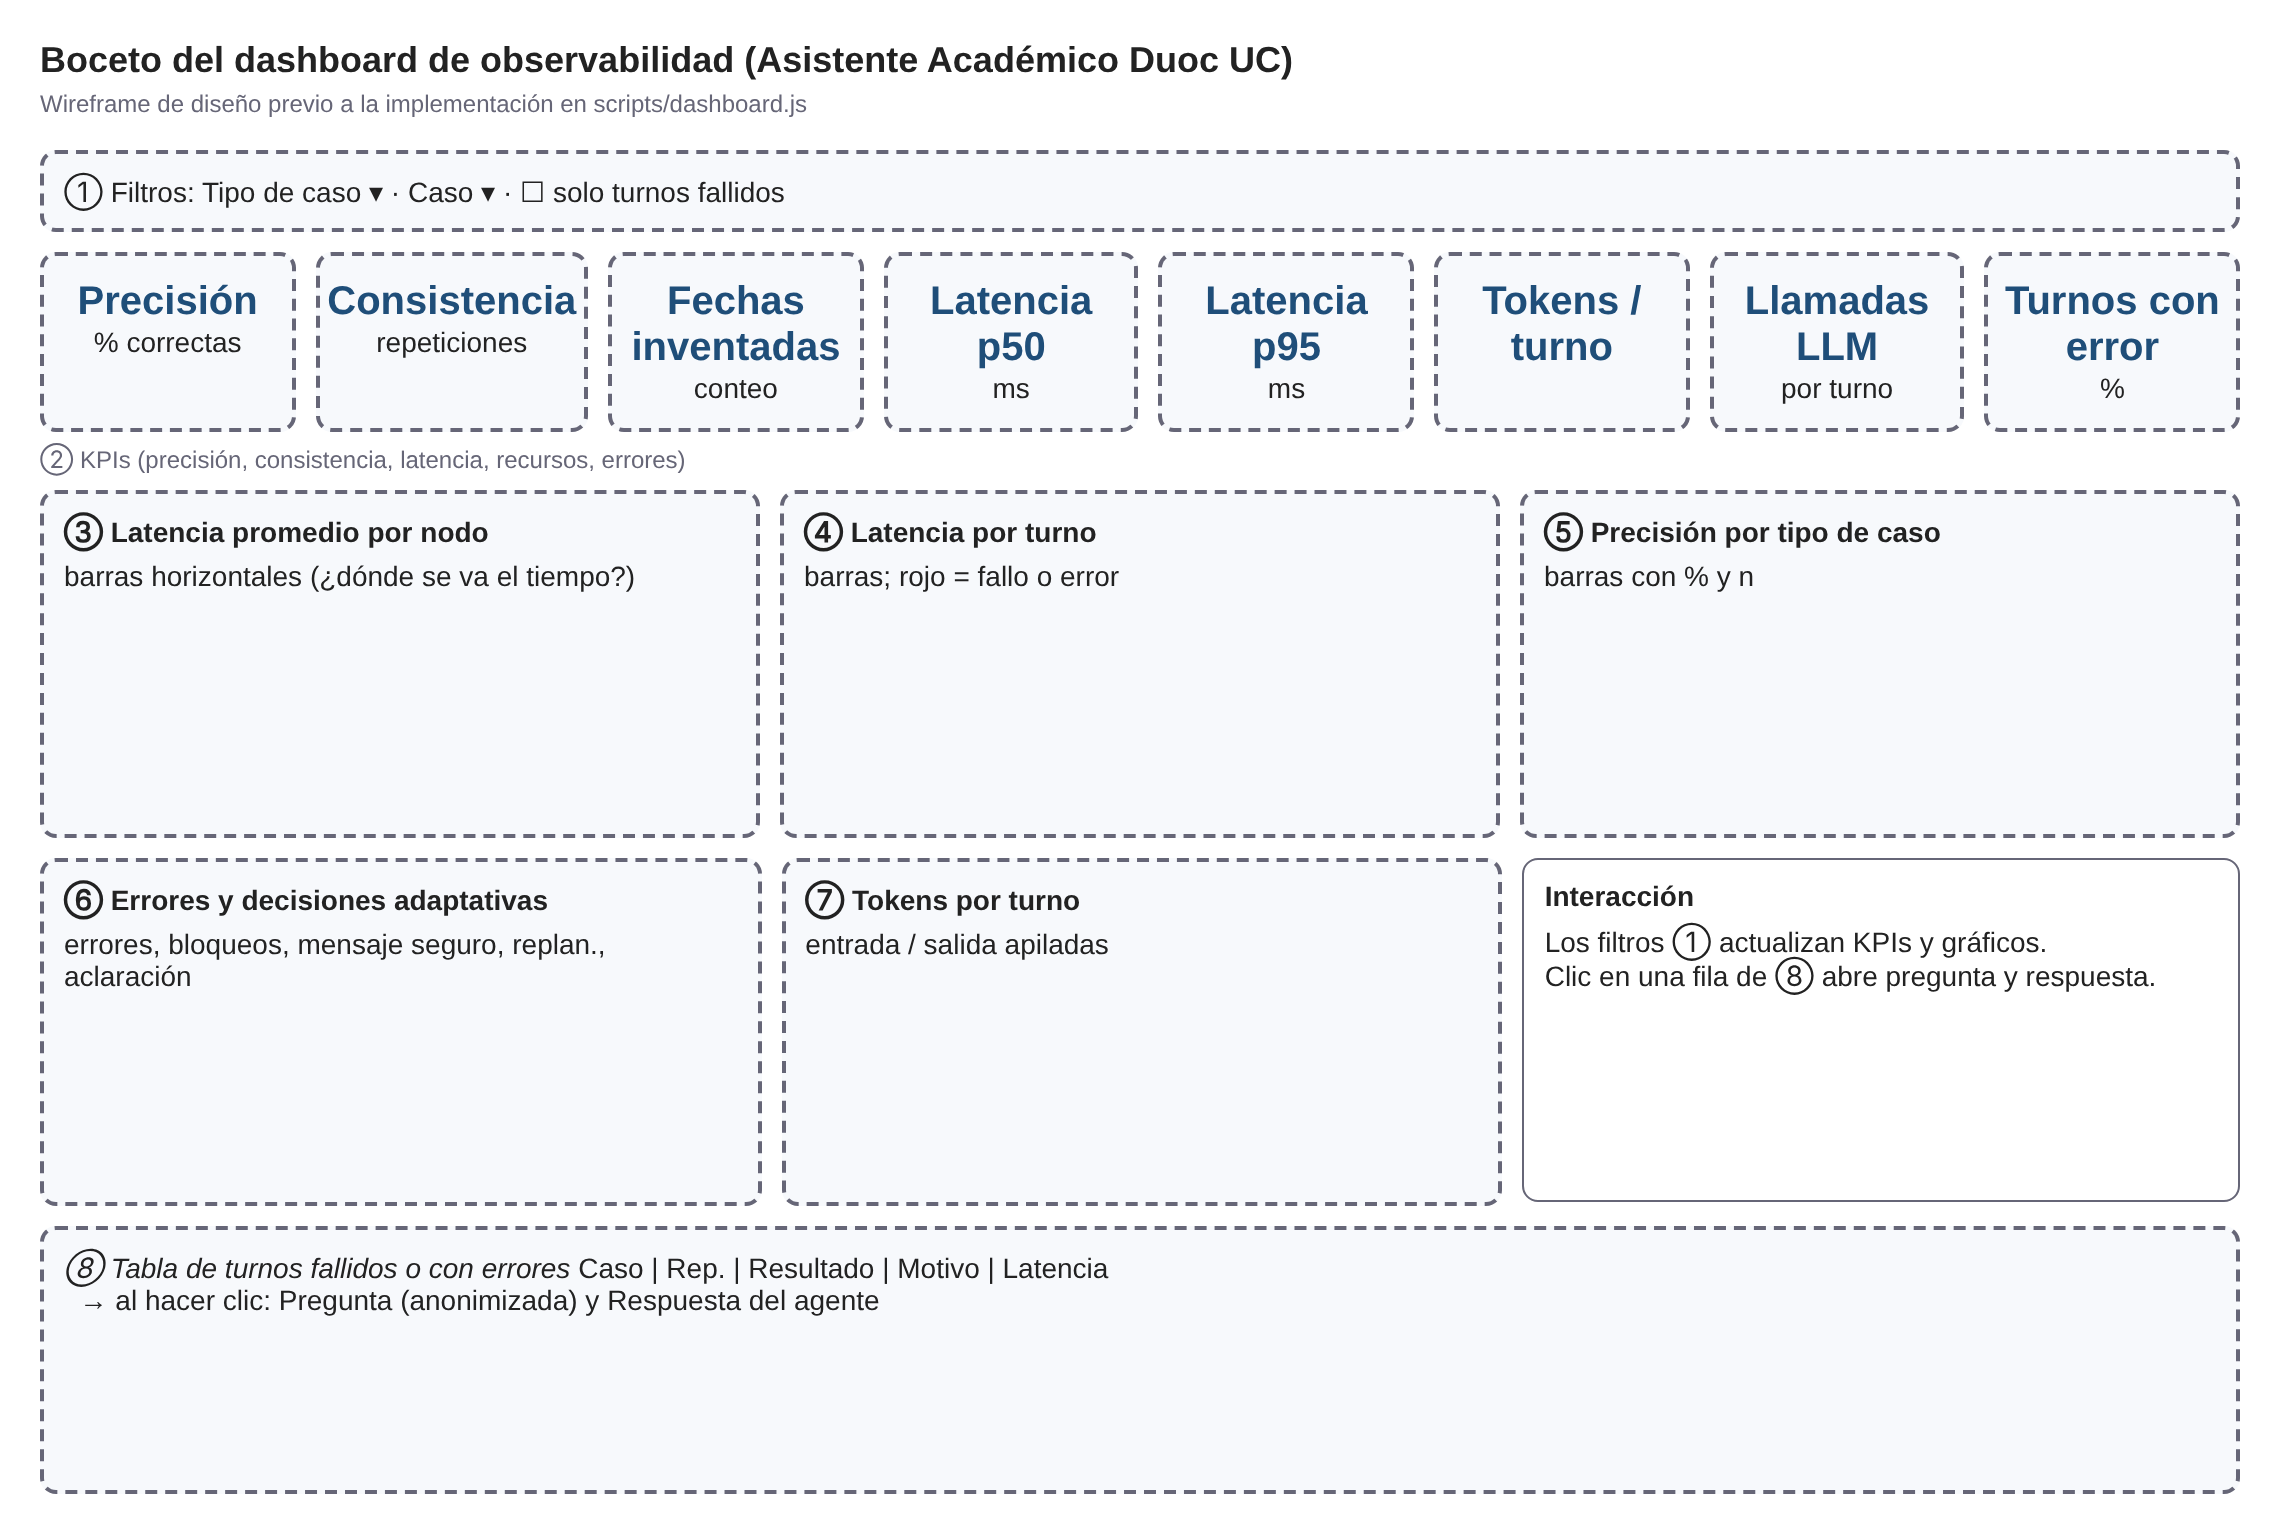 Boceto del dashboard de observabilidad (Asistente Académico Duoc UC)
Wireframe de diseño previo a la implementación en scripts/dashboard.js
① Filtros: Tipo de caso ▾ · Caso ▾ · ☐ solo turnos fallidos
Precisión
% correctas
Consistencia
repeticiones
Fechas
inventadas
conteo
Latencia
p50
ms
Latencia
p95
ms
Tokens /
turno
Llamadas
LLM
por turno
Turnos con
error
%
② KPIs (precisión, consistencia, latencia, recursos, errores)
③ Latencia promedio por nodo
barras horizontales (¿dónde se va el tiempo?)
④ Latencia por turno
barras; rojo = fallo o error
⑤ Precisión por tipo de caso
barras con % y n
⑥ Errores y decisiones adaptativas
errores, bloqueos, mensaje seguro, replan.,
aclaración
⑦ Tokens por turno
entrada / salida apiladas
Interacción
Los filtros ① actualizan KPIs y gráficos.
Clic en una fila de ⑧ abre pregunta y respuesta.
⑧ Tabla de turnos fallidos o con errores Caso | Rep. | Resultado | Motivo | Latencia
→ al hacer clic: Pregunta (anonimizada) y Respuesta del agente